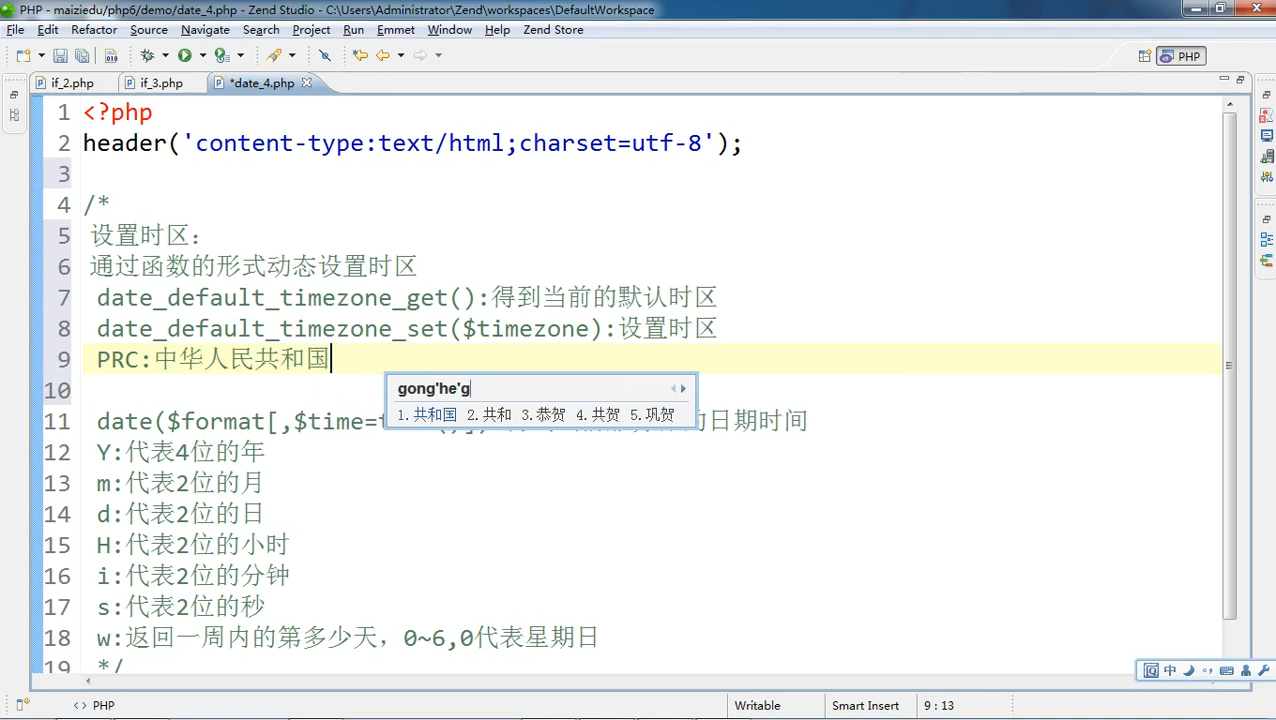 PHP - maiziedu/php6/demo/date_4.php - Zend Studio - C:\Users\Administrator\Zend\workspaces\DefaultWorkspace
File Edit Refactor Source Navigate Search Project Run Emmet Window Help Zend Store
PHP
if_2.php if_3.php *date_4.php
1 <?php
2 header('content-type:text/html;charset=utf-8');
3
4 /*
5 设置时区：
6 通过函数的形式动态设置时区
7 date_default_timezone_get():得到当前的默认时区
8 date_default_timezone_set($timezone):设置时区
9 PRC:中华人民共和国
gong'he'g
10
1.共和国 2.共和 3.恭贺 4.共贺 5.巩贺
11 date($format[,$time= 日期时间
12 Y:代表4位的年
13 m:代表2位的月
14 d:代表2位的日
15 H:代表2位的小时
16 i:代表2位的分钟
17 s:代表2位的秒
18 w:返回一周内的第多少天，0~6,0代表星期日
19 */
中
<> PHP Writable Smart Insert 9 : 13